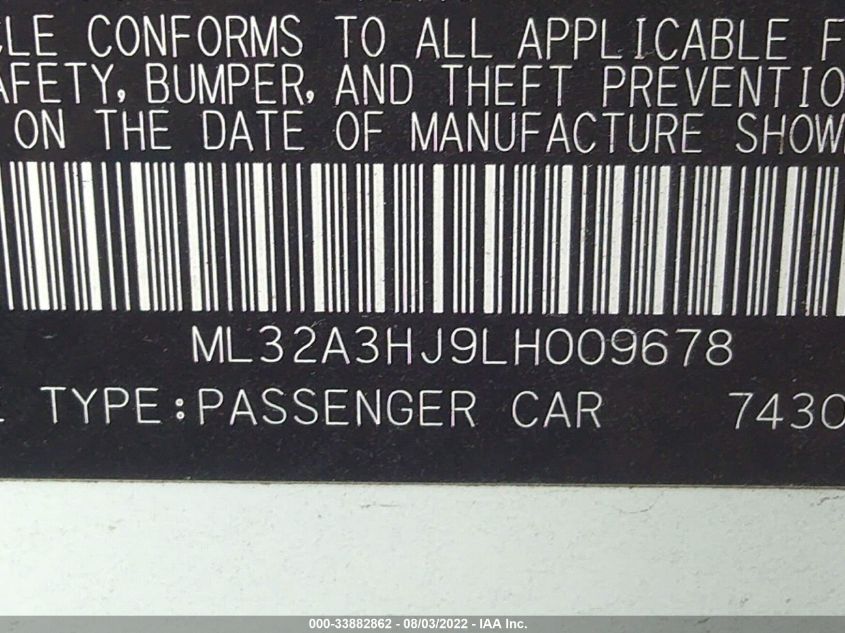 CLE CONFORMS TO ALL APPLICABLE F
AFETY, BUMPER, AND THEFT PREVENTIO
ON THE DATE OF MANUFACTURE SHOW
ML32A3HJ9LH009678
TYPE:PASSENGER CAR 7430
000-33882862 - 08/03/2022 - IAA Inc.